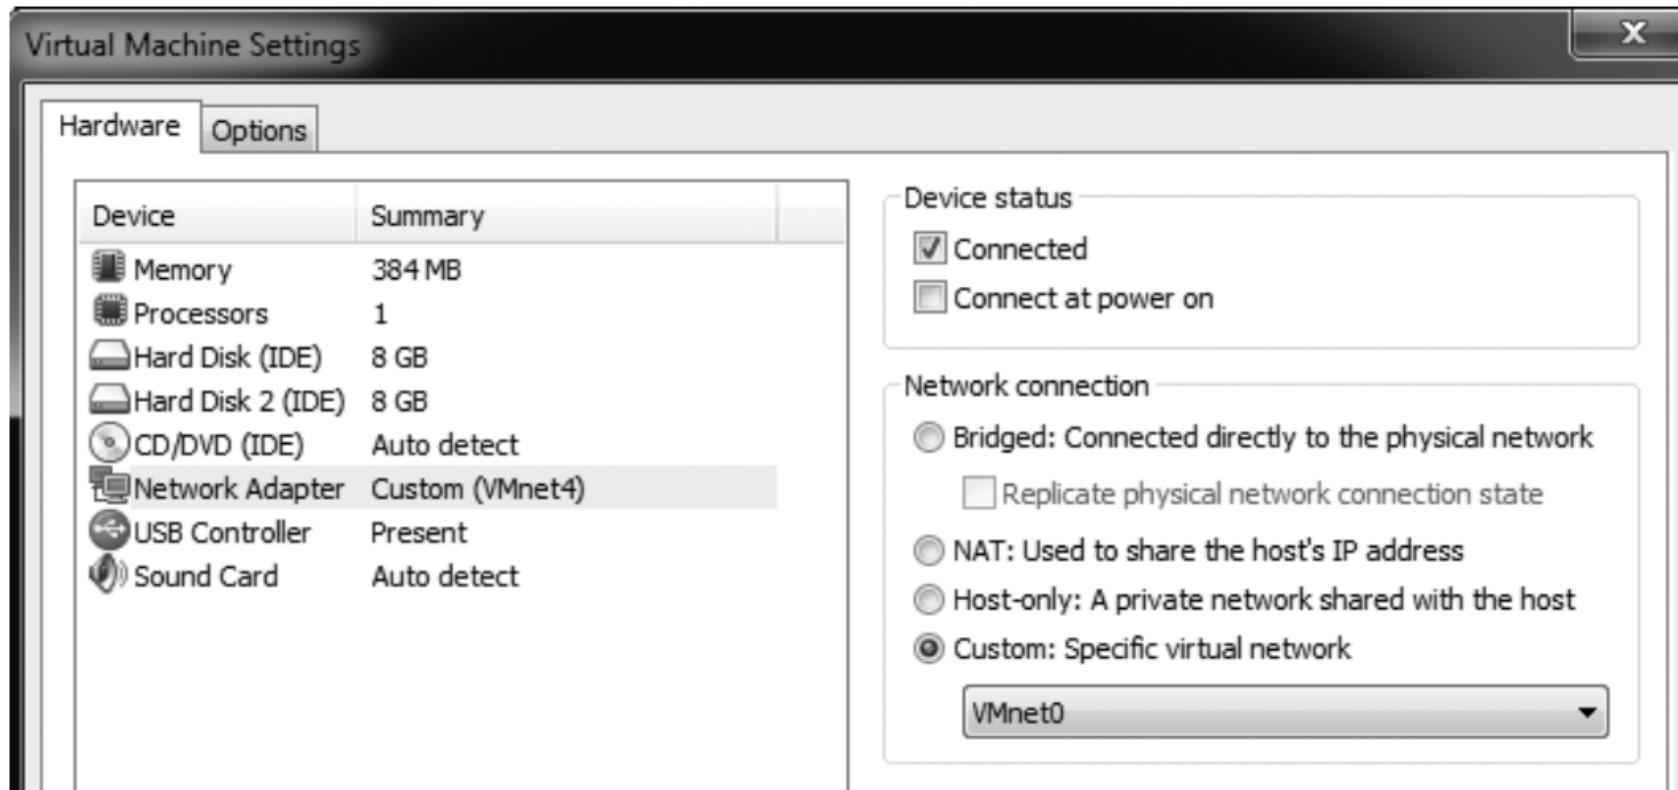 Virtual Machine Settings
X
Hardware
Options
Device Summary
Memory 384 MB
Processors 1
Hard Disk (IDE) 8 GB
Hard Disk 2 (IDE) 8 GB
CD/DVD (IDE) Auto detect
Network Adapter Custom (VMnet4)
USB Controller Present
Sound Card Auto detect
Device status
Connected
Connect at power on
Network connection
Bridged: Connected directly to the physical network
Replicate physical network connection state
NAT: Used to share the host's IP address
Host-only: A private network shared with the host
Custom: Specific virtual network
VMnet0